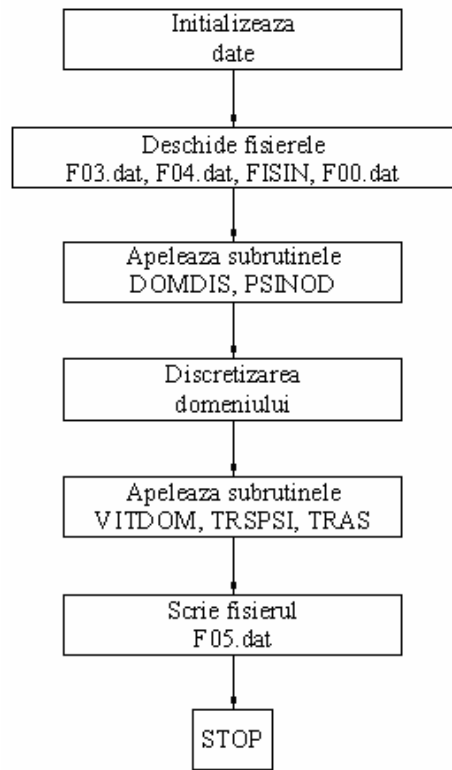 Initializeaza
date
Deschide fisierele
F03.dat, F04.dat, FISIN, F00.dat
Apeleaza subrutinele
DOMDIS, PSINOD
Discretizarea
domeniului
Apeleaza subrutinele
VITDOM, TRSPSI, TRAS
Scrie fisierul
F05.dat
STOP